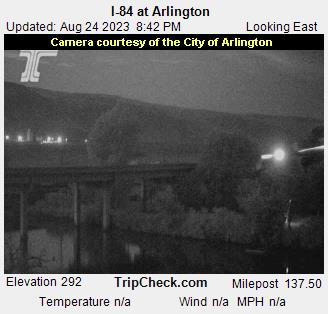 I-84 at Arlington
Updated: Aug 24 2023 8:42 PM Looking East
Camera courtesy of the City of Arlington
Elevation 292 TripCheck.com Milepost 137.50
Temperature n/a Wind n/a MPH n/a